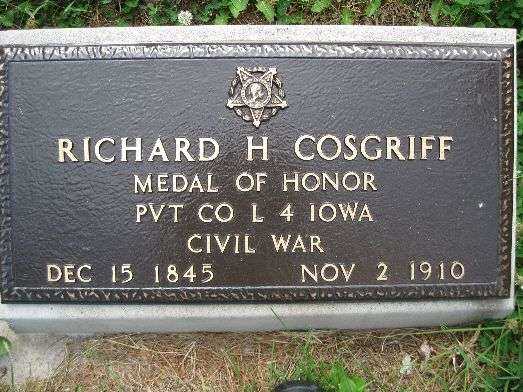 RICHARD H COSGRIFF
MEDAL OF HONOR
PVT CO L 4 IOWA
CIVIL WAR
DEC 15 1845 NOV 2 1910